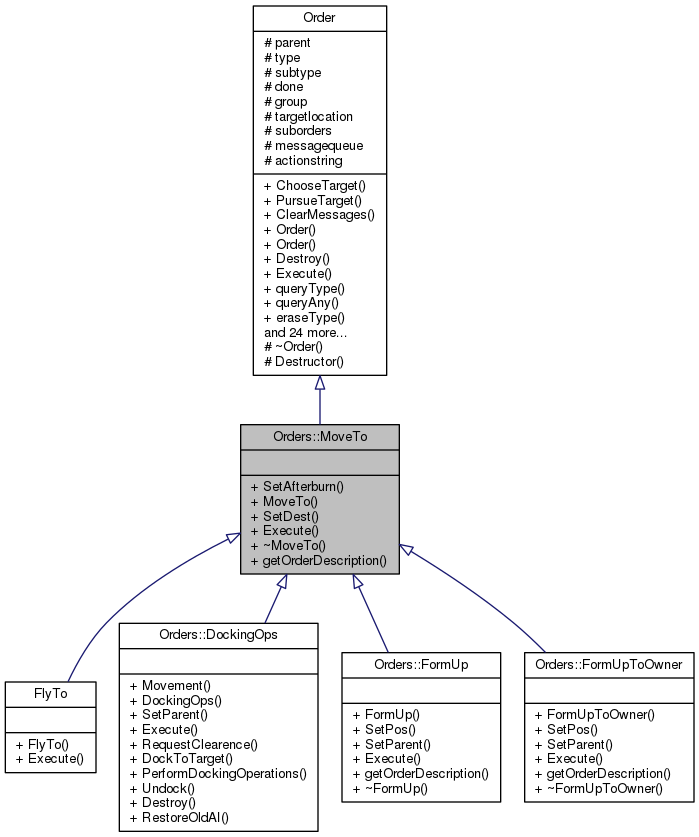 Order
# parent
# type
# subtype
# done
# group
# targetlocation
# suborders
# messagequeue
# actionstring
+ ChooseTarget()
+ PursueTarget()
+ ClearMessages()
+ Order()
+ Order()
+ Destroy()
+ Execute()
+ queryType()
+ queryAny()
+ eraseType()
and 24 more...
# ~Order()
# Destructor()
Orders::MoveTo
+ SetAfterburn()
+ MoveTo()
+ SetDest()
+ Execute()
+ ~MoveTo()
+ getOrderDescription()
FlyTo
+ FlyTo()
+ Execute()
Orders::DockingOps
+ Movement()
+ DockingOps()
+ SetParent()
+ Execute()
+ RequestClearence()
+ DockToTarget()
+ PerformDockingOperations()
+ Undock()
+ Destroy()
+ RestoreOldAI()
Orders::FormUp
+ FormUp()
+ SetPos()
+ SetParent()
+ Execute()
+ getOrderDescription()
+ ~FormUp()
Orders::FormUpToOwner
+ FormUpToOwner()
+ SetPos()
+ SetParent()
+ Execute()
+ getOrderDescription()
+ ~FormUpToOwner()